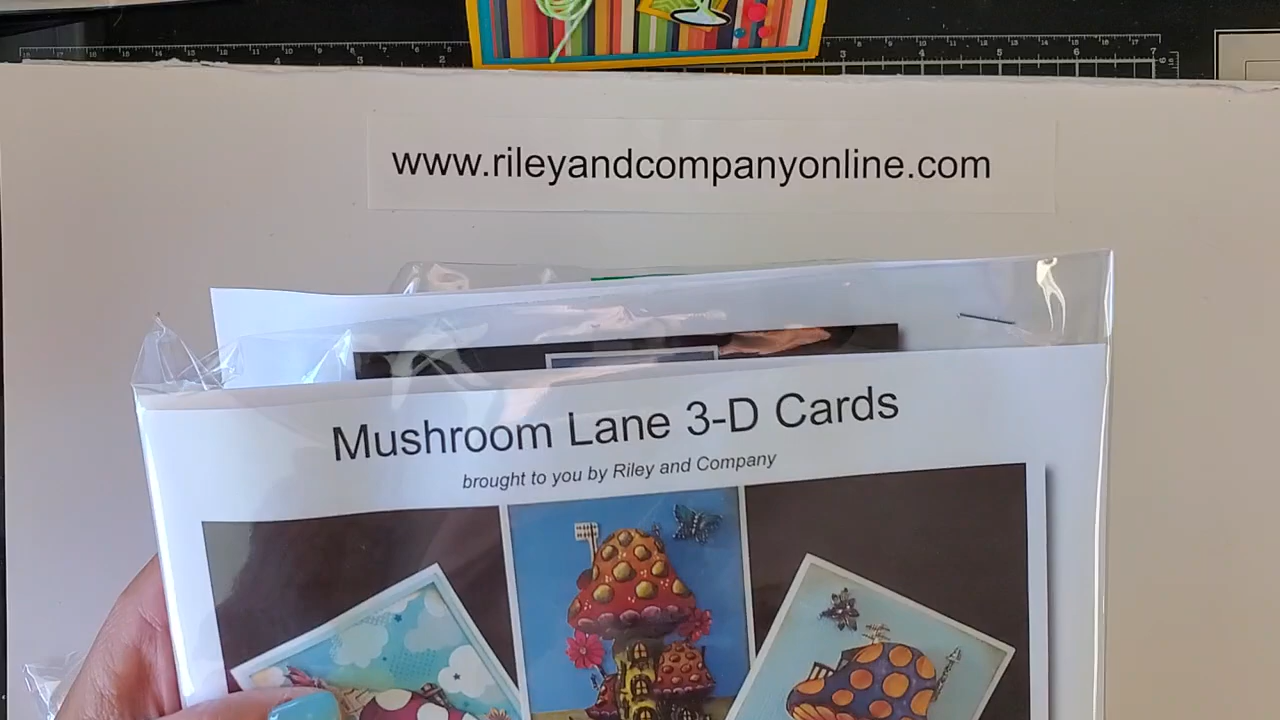 www.rileyandcompanyonline.com
Mushroom Lane 3-D Cards
brought to you by Riley and Company